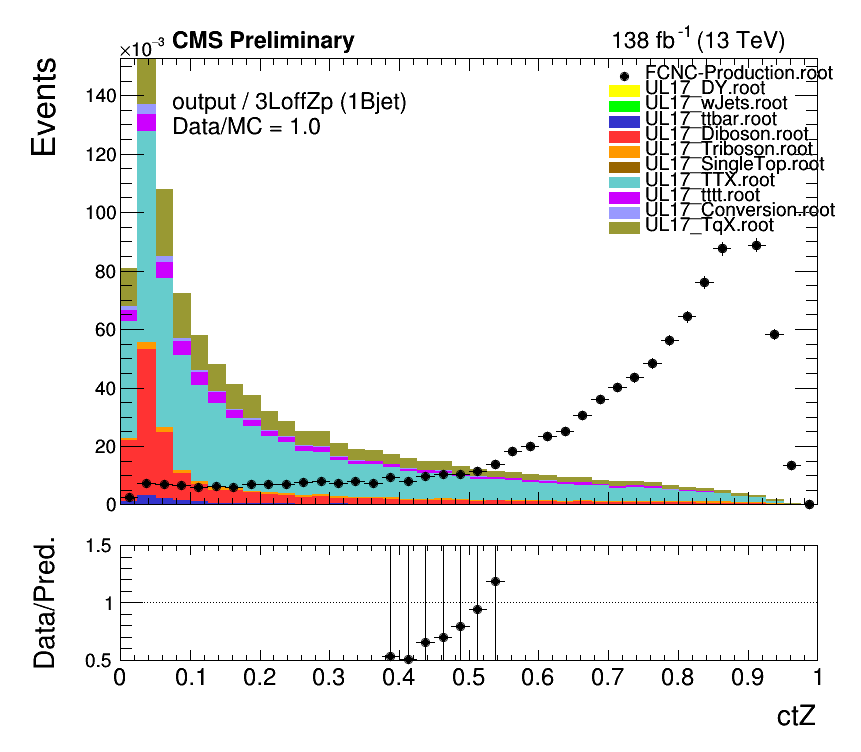 ×10⁻³ CMS Preliminary 138 fb⁻¹ (13 TeV)
Events
output / 3LoffZp (1Bjet)
Data/MC = 1.0
FCNC-Production.root
UL17_DY.root
UL17_wJets.root
UL17_ttbar.root
UL17_Diboson.root
UL17_Triboson.root
UL17_SingleTop.root
UL17_TTX.root
UL17_tttt.root
UL17_Conversion.root
UL17_TqX.root
140
120
100
80
60
40
20
0
Data/Pred.
1.5
1
0.5
0 0.1 0.2 0.3 0.4 0.5 0.6 0.7 0.8 0.9 1
ctZ